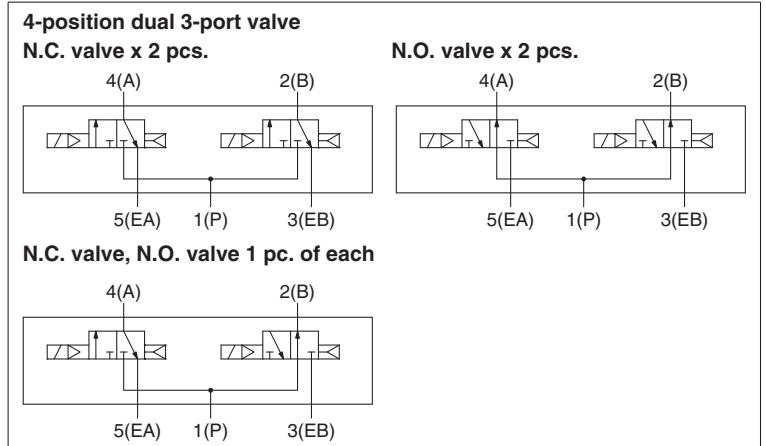 4-position dual 3-port valve
N.C. valve x 2 pcs.
4(A) 2(B)
5(EA) 1(P) 3(EB)
N.O. valve x 2 pcs.
4(A) 2(B)
5(EA) 1(P) 3(EB)
N.C. valve, N.O. valve 1 pc. of each
4(A) 2(B)
5(EA) 1(P) 3(EB)